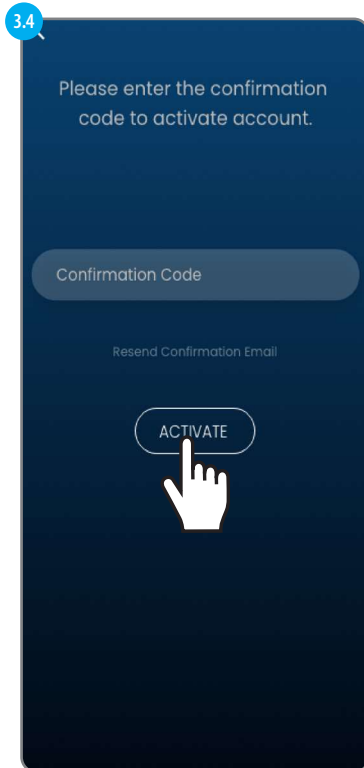 3.4
Please enter the confirmation
code to activate account.
Confirmation Code
Resend Confirmation Email
ACTIVATE